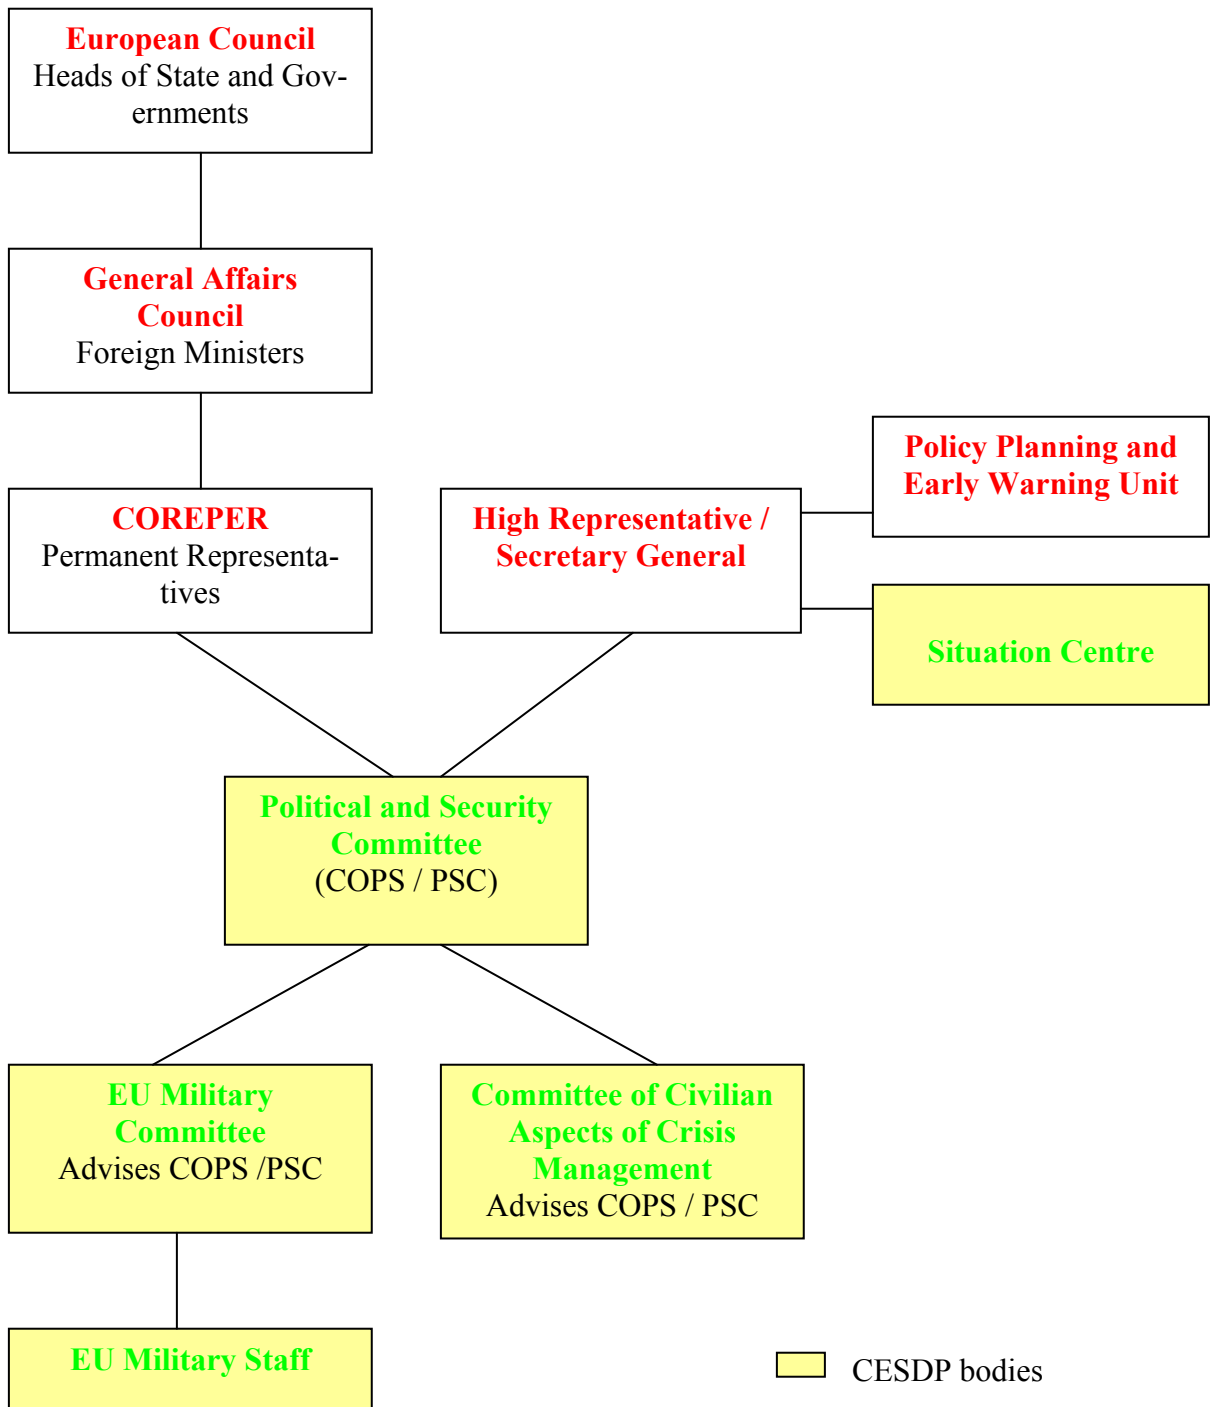 European Council
Heads of State and Gov-
ernments
General Affairs
Council
Foreign Ministers
COREPER
Permanent Representa-
tives
High Representative /
Secretary General
Policy Planning and
Early Warning Unit
Situation Centre
Political and Security
Committee
(COPS / PSC)
EU Military
Committee
Advises COPS /PSC
Committee of Civilian
Aspects of Crisis
Management
Advises COPS / PSC
EU Military Staff
CESDP bodies